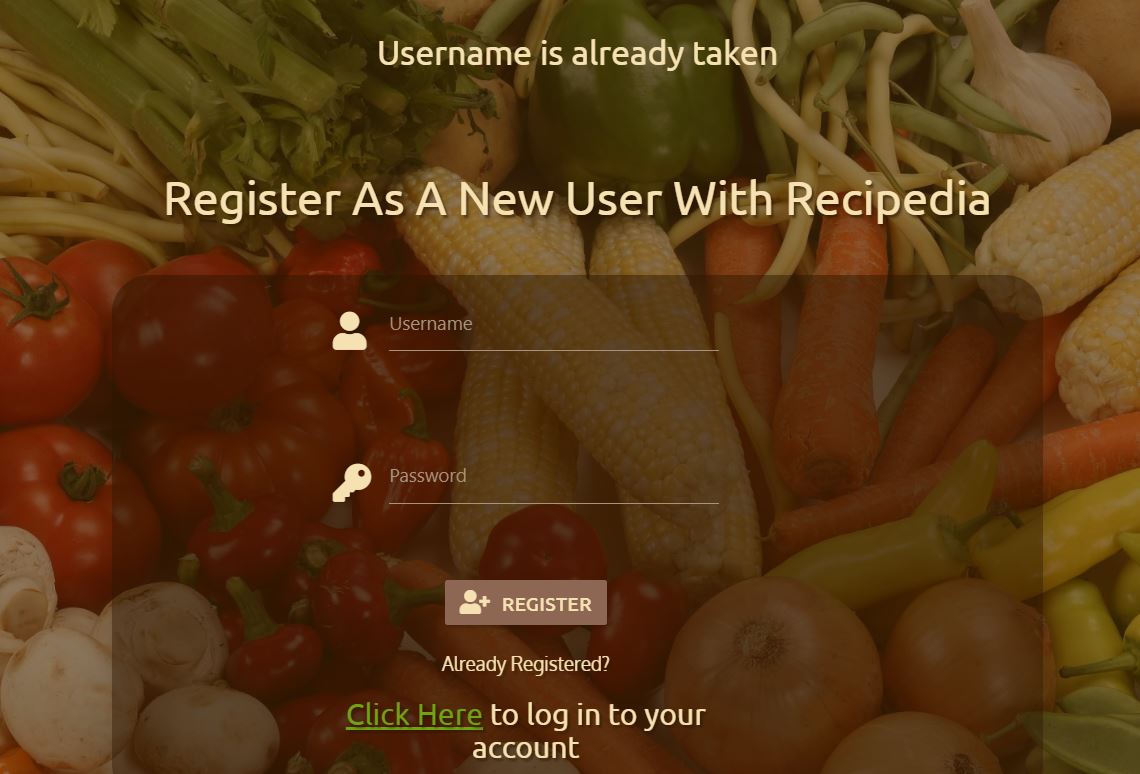 Username is already taken
Register As A New User With Recipedia
Username
Password
REGISTER
Already Registered?
Click Here to log in to your
account